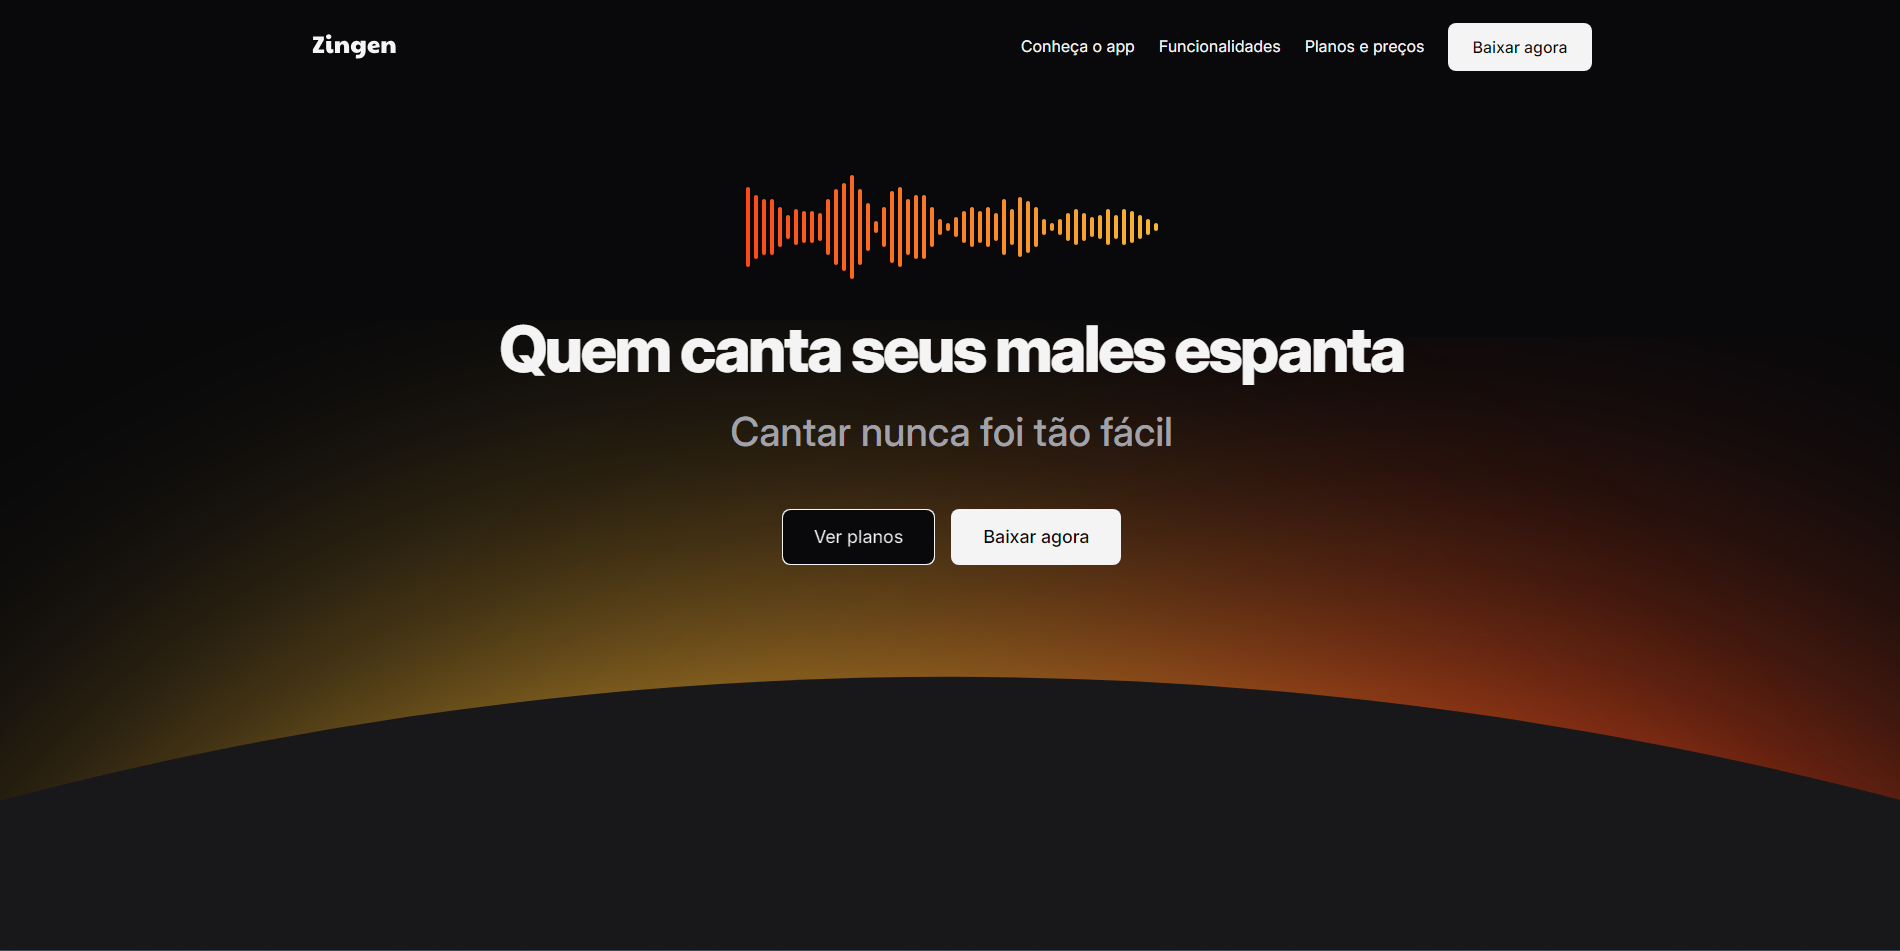 Zingen
Conheça o app
Funcionalidades
Planos e preços
Baixar agora
Quem canta seus males espanta
Cantar nunca foi tão fácil
Ver planos
Baixar agora